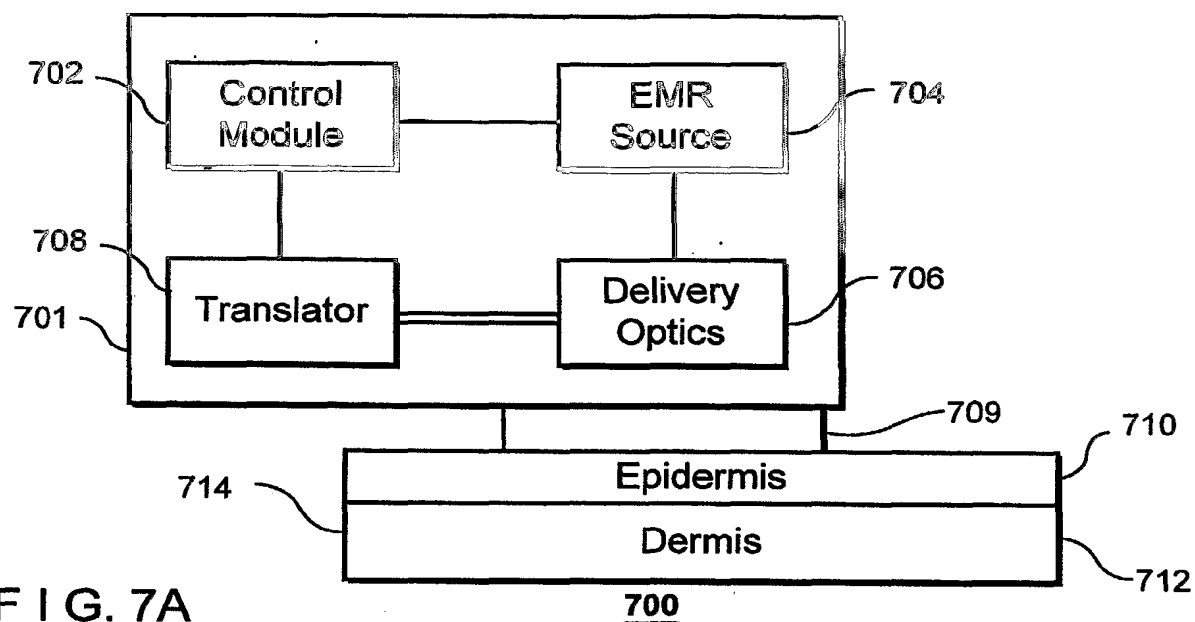 702
Control
Module
EMR
Source
704
708
Translator
Delivery
Optics
706
701
709
710
714
Epidermis
Dermis
712
FIG. 7A
700